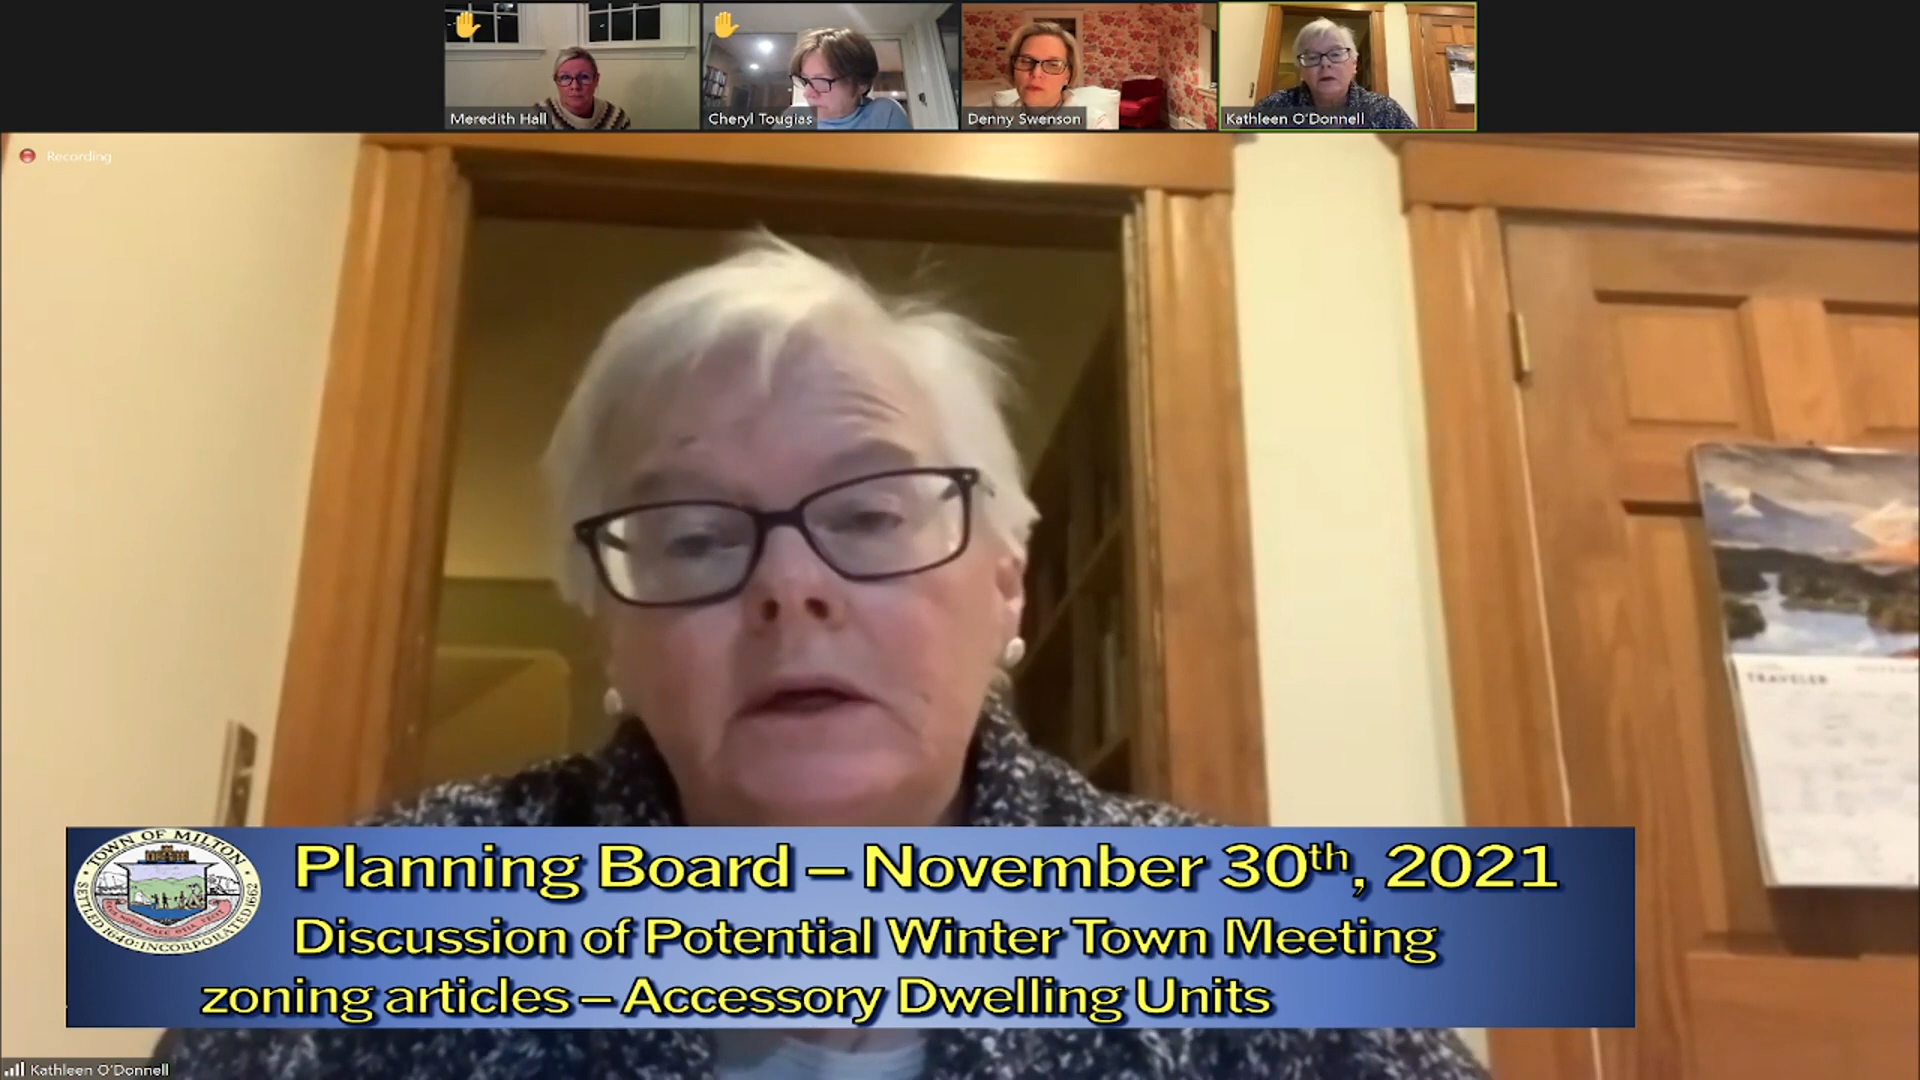 Meredith Hall
Cheryl Tougias
Denny Swenson
Kathleen O'Donnell
Recording
TRAVELER
TOWN OF MILTON
SETTLED 1640: INCORPORATED 1662
Planning Board – November 30th, 2021
Discussion of Potential Winter Town Meeting
zoning articles – Accessory Dwelling Units
Kathleen O'Donnell